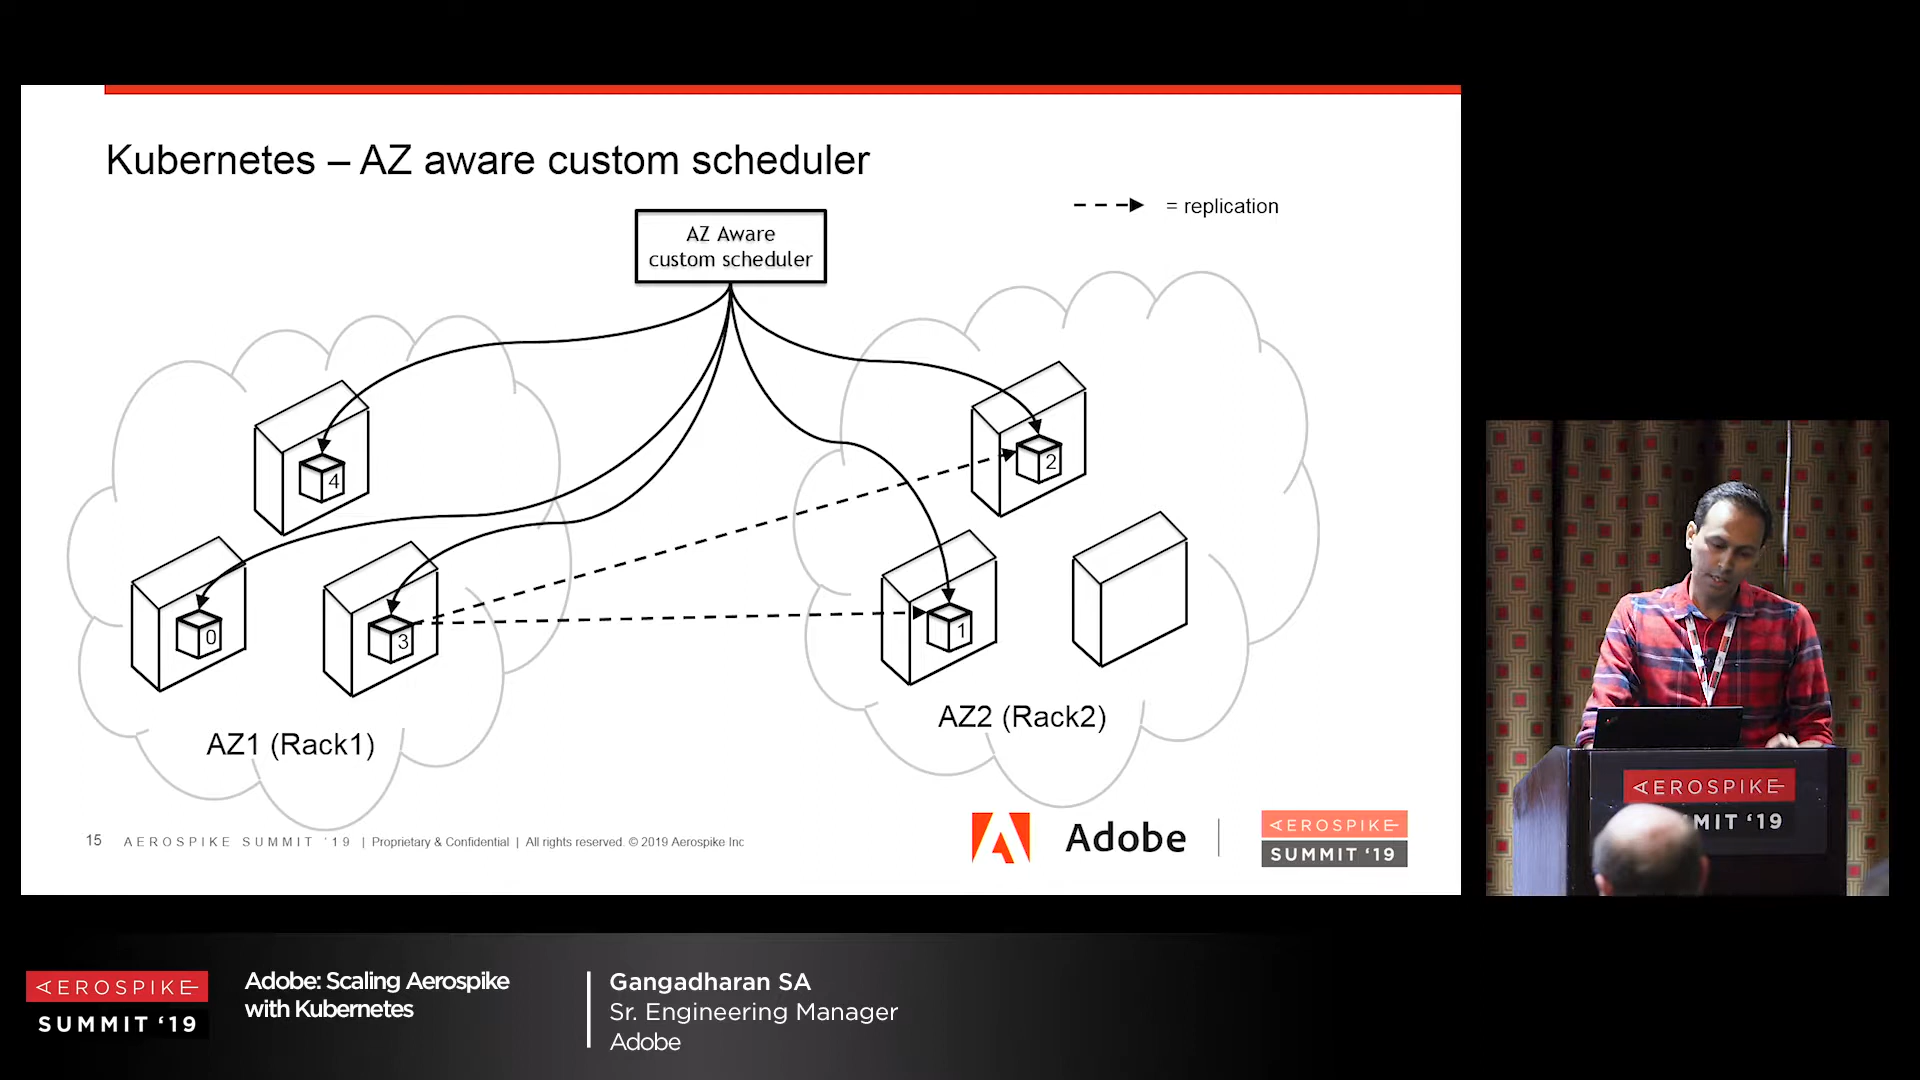 Kubernetes – AZ aware custom scheduler
= replication
AZ Aware
custom scheduler
4
2
0
3
1
AZ1 (Rack1)
AZ2 (Rack2)
15 AEROSPIKE SUMMIT '19 | Proprietary & Confidential | All rights reserved. © 2019 Aerospike Inc
Adobe
AEROSPIKE
SUMMIT ‘19
AEROSPIKE
MIT ‘19
AEROSPIKE
SUMMIT ‘19
Adobe: Scaling Aerospike
with Kubernetes
Gangadharan SA
Sr. Engineering Manager
Adobe